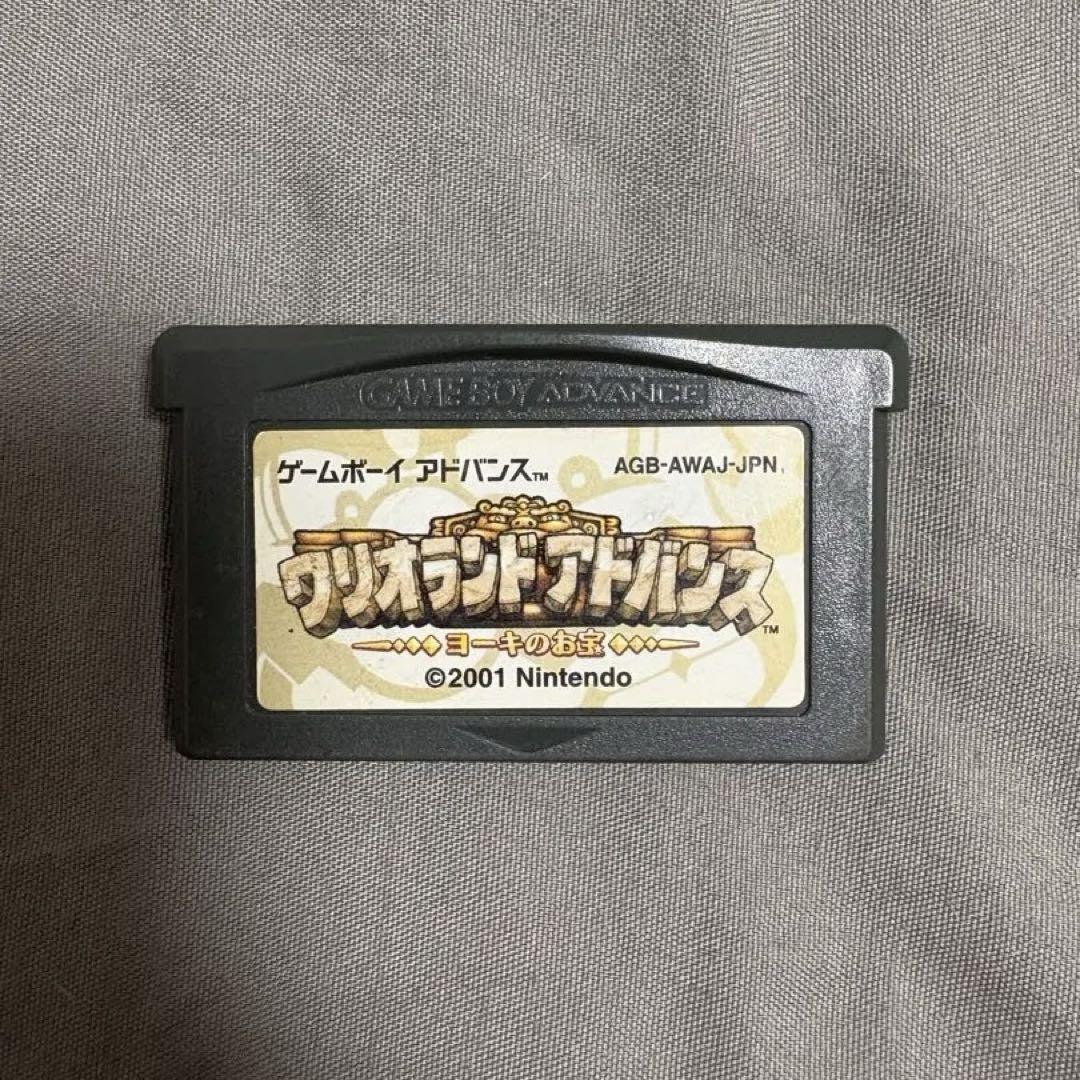 GAME BOY ADVANCE
ゲームボーイ アドバンス™ AGB-AWAJ-JPN
ワリオランドアドバンス™
ヨーキのお宝
©2001 Nintendo